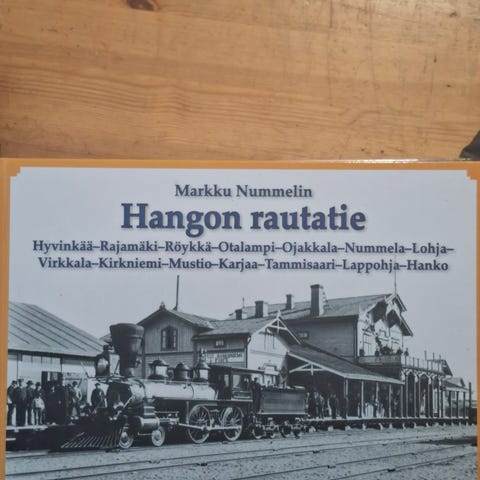 Markku Nummelin
Hangon rautatie
Hyvinkää–Rajamäki–Röykkä–Otalampi–Ojakkala–Nummela–Lohja–
Virkkala–Kirkniemi–Mustio–Karjaa–Tammisaari–Lappohja–Hanko